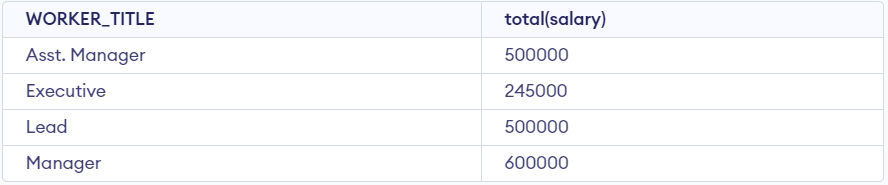 WORKER_TITLE total(salary)
Asst. Manager 500000
Executive 245000
Lead 500000
Manager 600000